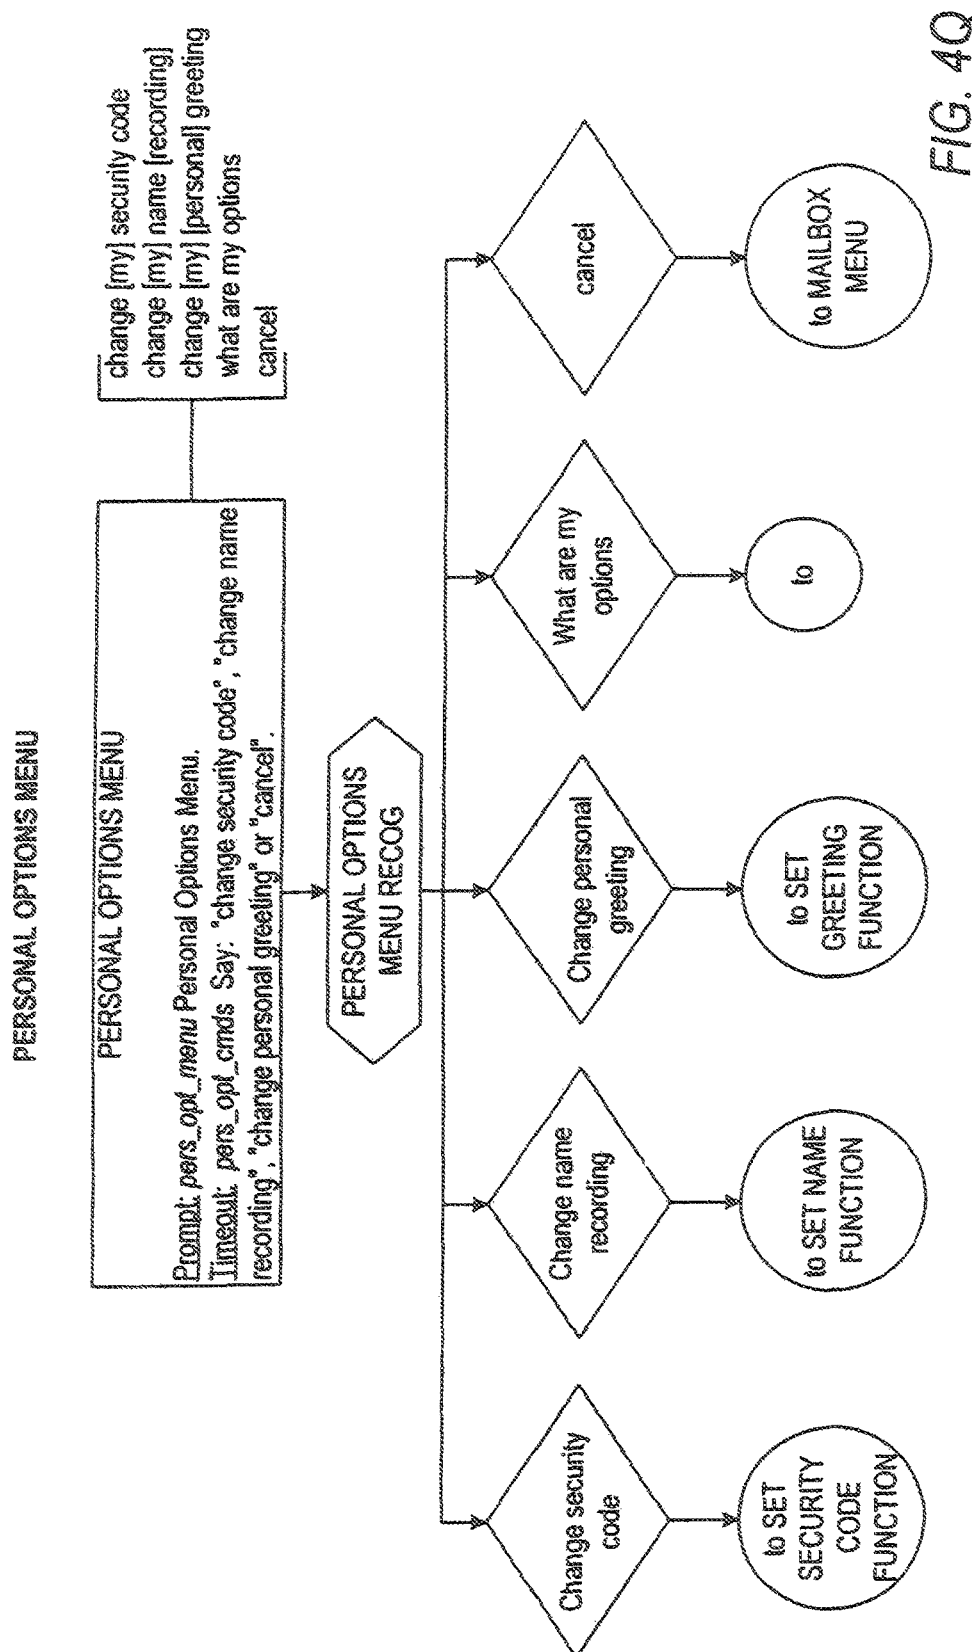 PERSONAL OPTIONS MENU
PERSONAL OPTIONS MENU
Prompt: pers_opt_menu Personal Options Menu.
Timeout: pers_opt_cmds Say: "change security code", "change name
recording", "change personal greeting" or "cancel".
change [my] security code
change [my] name [recording]
change [my] [personal] greeting
what are my options
cancel
PERSONAL OPTIONS
MENU RECOG
Change security
code
Change name
recording
Change personal
greeting
What are my
options
cancel
to SET
SECURITY
CODE
FUNCTION
to SET NAME
FUNCTION
to SET
GREETING
FUNCTION
to
to MAILBOX
MENU
FIG. 4Q